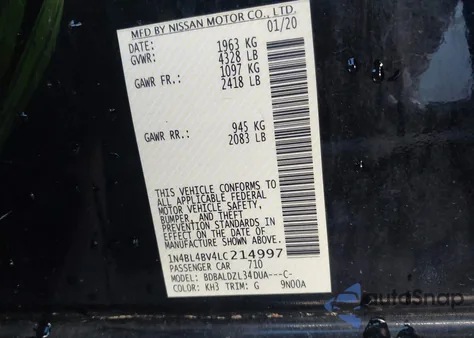 MFD BY NISSAN MOTOR CO., LTD.
DATE: 01/20
GVWR: 1963 KG
4328 LB
GAWR FR.: 1097 KG
2418 LB
GAWR RR.: 945 KG
2083 LB
THIS VEHICLE CONFORMS TO
ALL APPLICABLE FEDERAL
MOTOR VEHICLE SAFETY,
BUMPER, AND THEFT
PREVENTION STANDARDS IN
EFFECT ON THE DATE OF
MANUFACTURE SHOWN ABOVE.
1N4BL4BV4LC214997
PASSENGER CAR 710
MODEL: BDBALDZL34DUA---C-
COLOR: KH3 TRIM: G 9N00A
AutoSnap